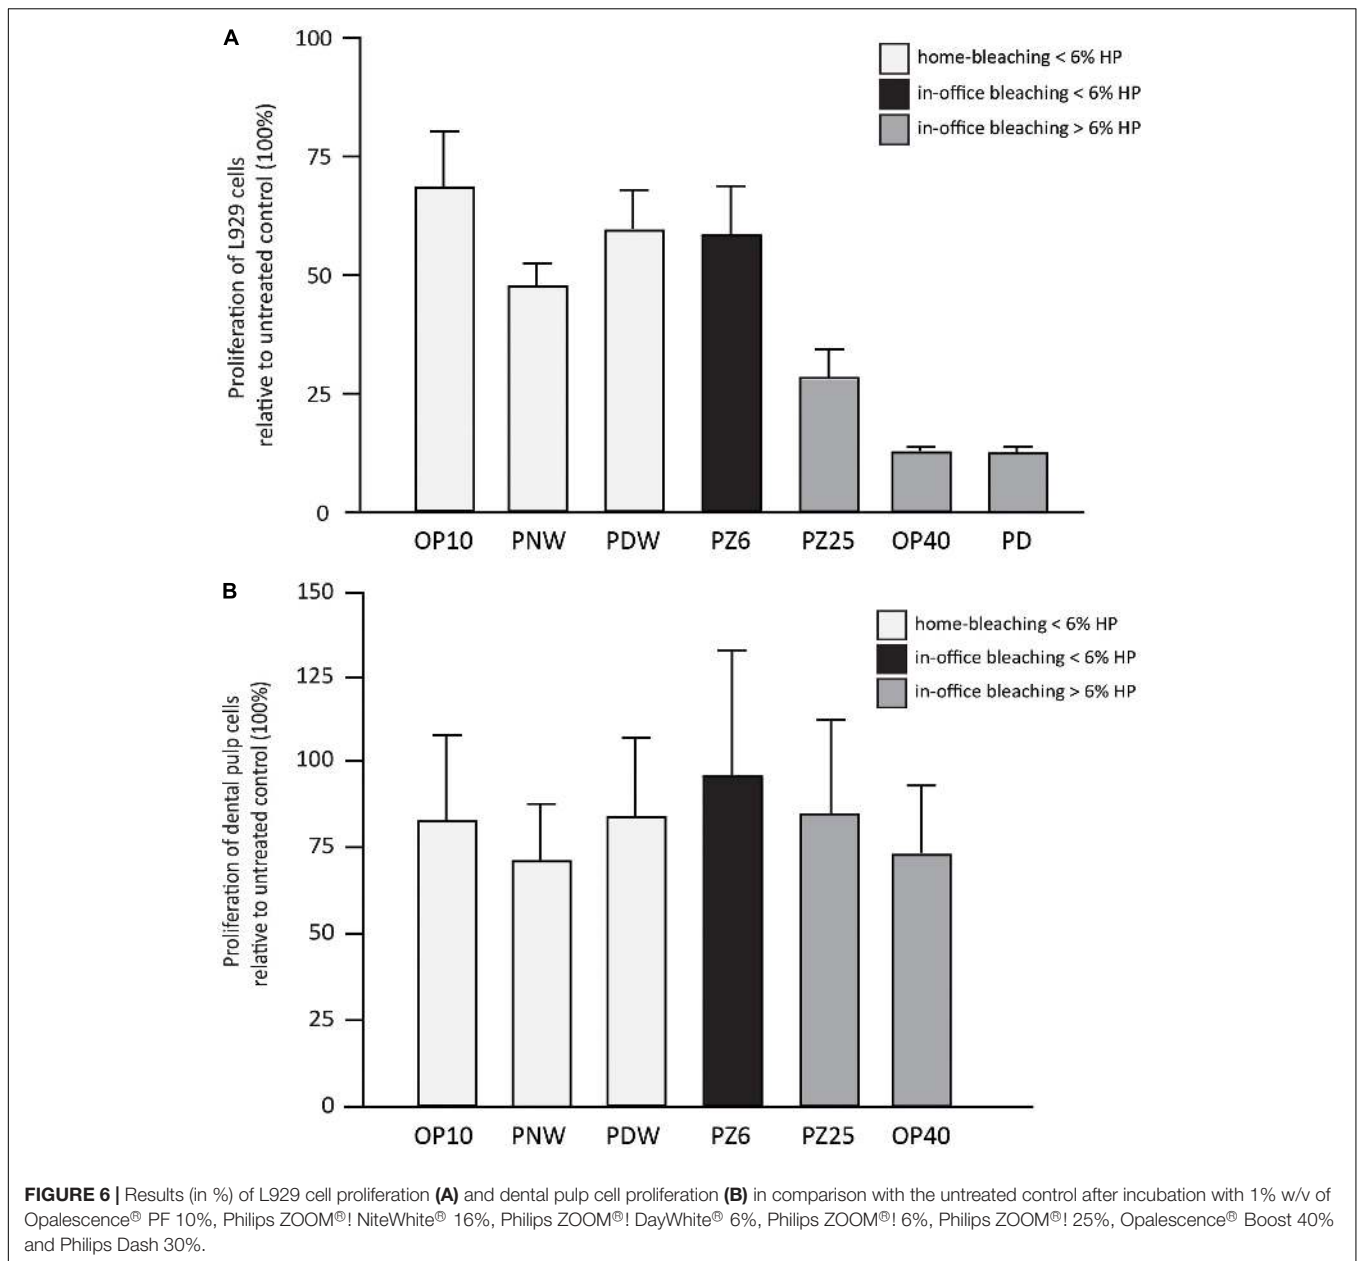 A
100
75
50
25
0
Proliferation of L929 cells
relative to untreated control (100%)
home-bleaching < 6% HP
in-office bleaching < 6% HP
in-office bleaching > 6% HP
OP10 PNW PDW PZ6 PZ25 OP40 PD
B
150
125
100
75
50
25
0
Proliferation of dental pulp cells
relative to untreated control (100%)
home-bleaching < 6% HP
in-office bleaching < 6% HP
in-office bleaching > 6% HP
OP10 PNW PDW PZ6 PZ25 OP40
FIGURE 6 | Results (in %) of L929 cell proliferation (A) and dental pulp cell proliferation (B) in comparison with the untreated control after incubation with 1% w/v of
Opalescence® PF 10%, Philips ZOOM®! NiteWhite® 16%, Philips ZOOM®! DayWhite® 6%, Philips ZOOM®! 6%, Philips ZOOM®! 25%, Opalescence® Boost 40%
and Philips Dash 30%.